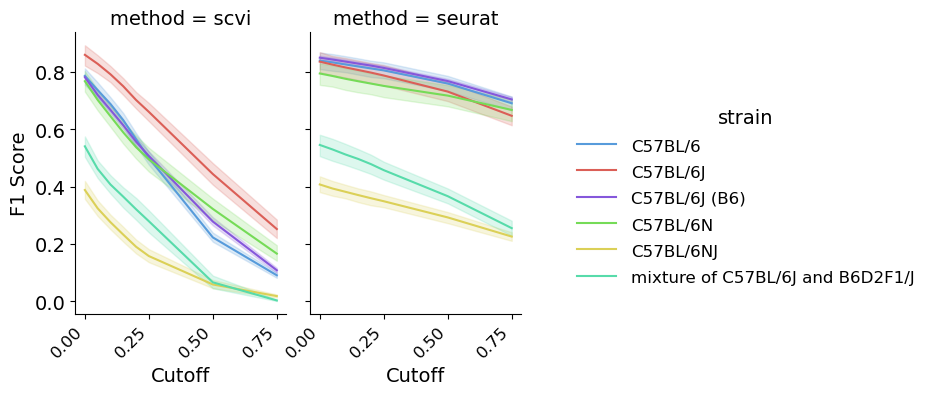 method = scvi
method = seurat
F1 Score
0.8
0.6
0.4
0.2
0.0
0.00
0.25
0.50
0.75
Cutoff
0.00
0.25
0.50
0.75
Cutoff
strain
C57BL/6
C57BL/6J
C57BL/6J (B6)
C57BL/6N
C57BL/6NJ
mixture of C57BL/6J and B6D2F1/J